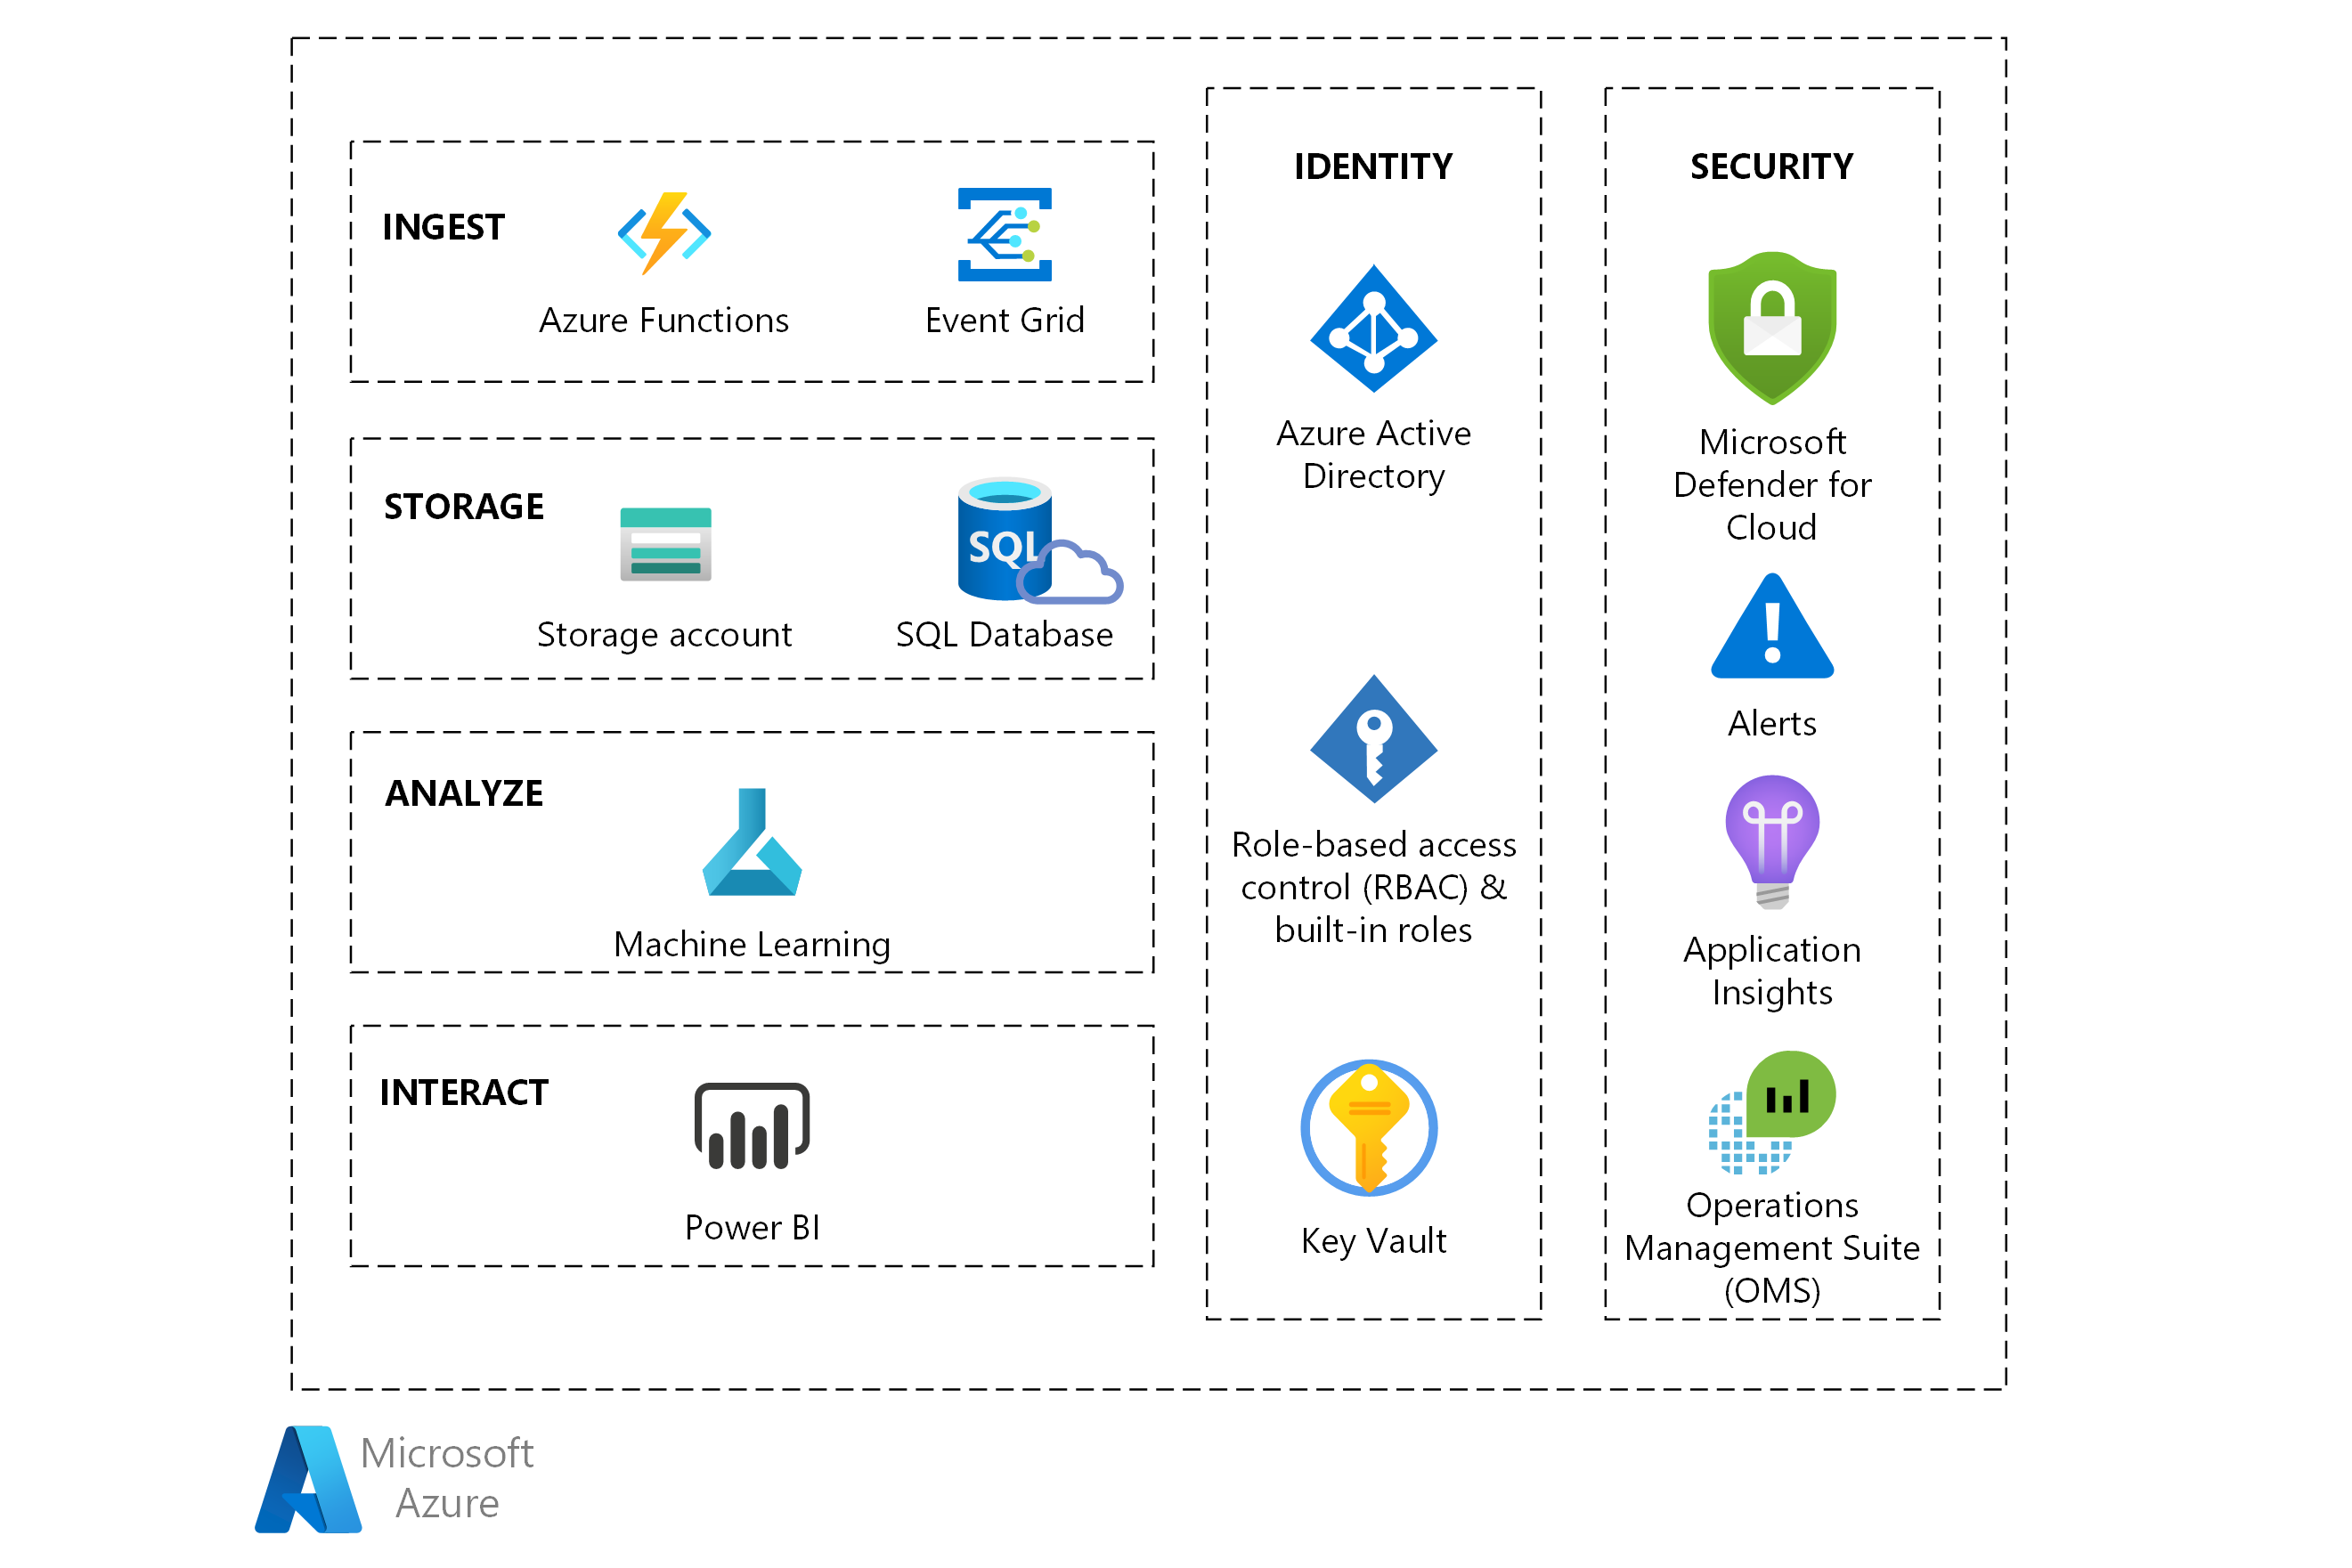 INGEST
Azure Functions
Event Grid
STORAGE
SQL
Storage account
SQL Database
ANALYZE
Machine Learning
INTERACT
Power BI
IDENTITY
Azure Active
Directory
Role-based access
control (RBAC) &
built-in roles
Key Vault
SECURITY
Microsoft
Defender for
Cloud
Alerts
Application
Insights
Operations
Management Suite
(OMS)
Microsoft
Azure